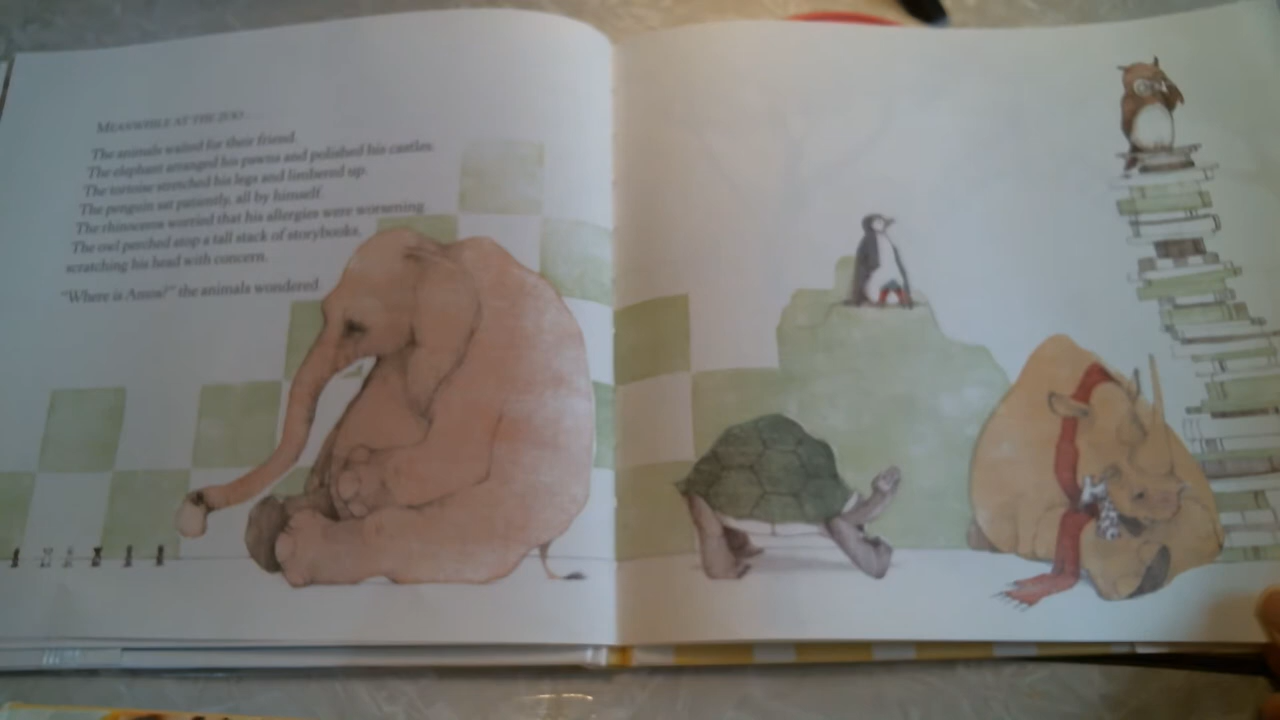 MEANWHILE AT THE ZOO...
The animals waited for their friend.
The elephant arranged his pawns and polished his castles.
The tortoise stretched his legs and limbered up.
The penguin sat patiently, all by himself.
The rhinoceros worried that his allergies were worsening.
The owl perched atop a tall stack of storybooks,
scratching his head with concern.
"Where is Amos?" the animals wondered.